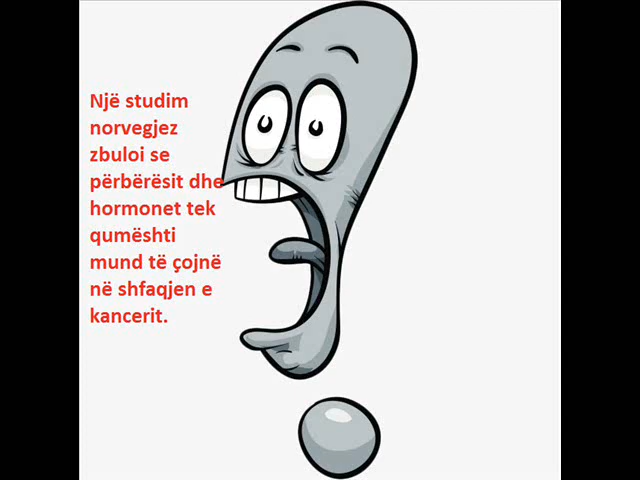 Një studim
norvegjez
zbuloi se
përbërësit dhe
hormonet tek
qumështi
mund të çojnë
në shfaqjen e
kancerit.